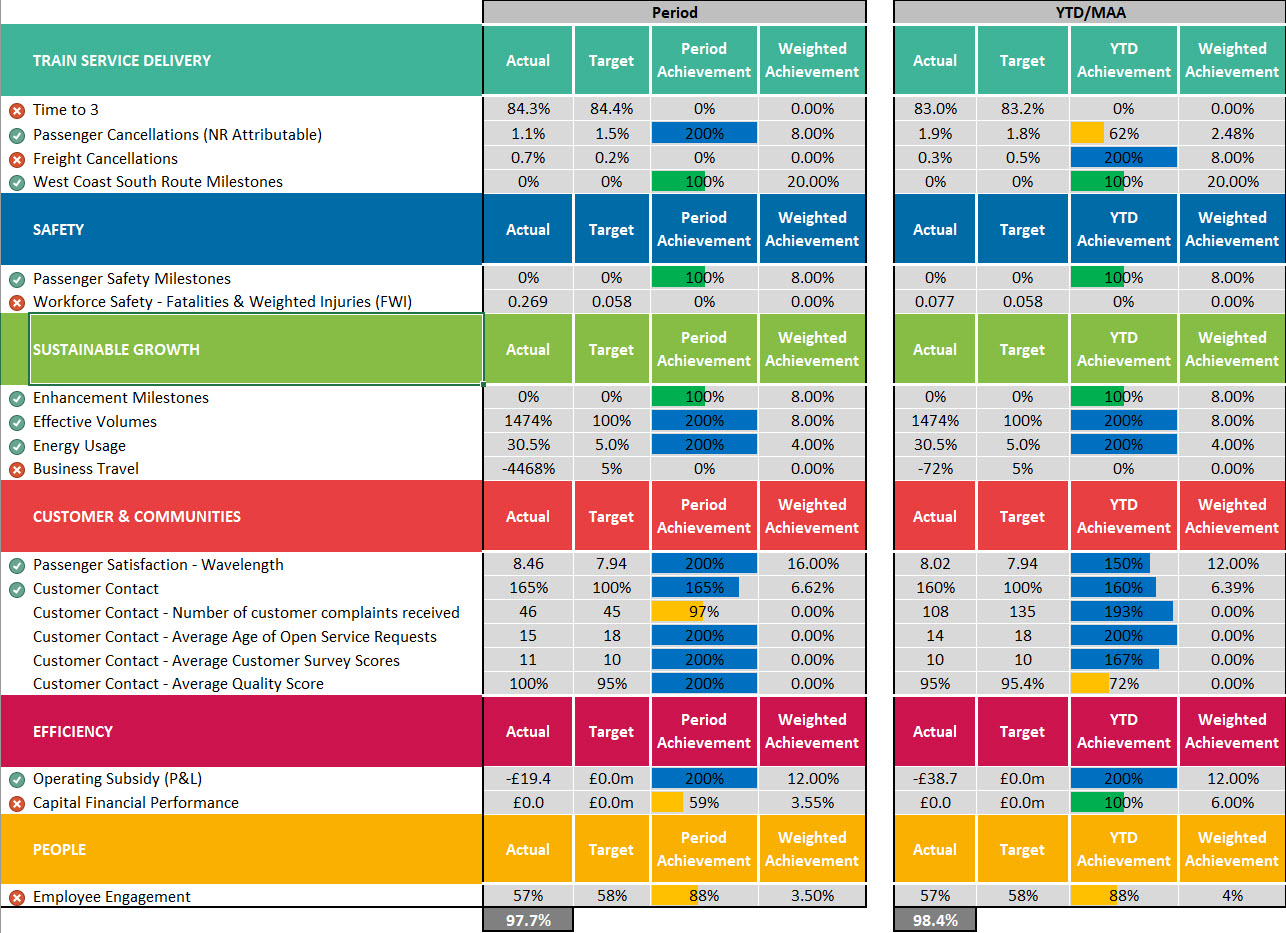 Period YTD/MAA
TRAIN SERVICE DELIVERY Actual Target Period Achievement Weighted Achievement Actual Target YTD Achievement Weighted Achievement
Time to 3 84.3% 84.4% 0% 0.00% 83.0% 83.2% 0% 0.00%
Passenger Cancellations (NR Attributable) 1.1% 1.5% 200% 8.00% 1.9% 1.8% 62% 2.48%
Freight Cancellations 0.7% 0.2% 0% 0.00% 0.3% 0.5% 200% 8.00%
West Coast South Route Milestones 0% 0% 100% 20.00% 0% 0% 100% 20.00%
SAFETY Actual Target Period Achievement Weighted Achievement Actual Target YTD Achievement Weighted Achievement
Passenger Safety Milestones 0% 0% 100% 8.00% 0% 0% 100% 8.00%
Workforce Safety - Fatalities & Weighted Injuries (FWI) 0.269 0.058 0% 0.00% 0.077 0.058 0% 0.00%
SUSTAINABLE GROWTH Actual Target Period Achievement Weighted Achievement Actual Target YTD Achievement Weighted Achievement
Enhancement Milestones 0% 0% 100% 8.00% 0% 0% 100% 8.00%
Effective Volumes 1474% 100% 200% 8.00% 1474% 100% 200% 8.00%
Energy Usage 30.5% 5.0% 200% 4.00% 30.5% 5.0% 200% 4.00%
Business Travel -4468% 5% 0% 0.00% -72% 5% 0% 0.00%
CUSTOMER & COMMUNITIES Actual Target Period Achievement Weighted Achievement Actual Target YTD Achievement Weighted Achievement
Passenger Satisfaction - Wavelength 8.46 7.94 200% 16.00% 8.02 7.94 150% 12.00%
Customer Contact 165% 100% 165% 6.62% 160% 100% 160% 6.39%
Customer Contact - Number of customer complaints received 46 45 97% 0.00% 108 135 193% 0.00%
Customer Contact - Average Age of Open Service Requests 15 18 200% 0.00% 14 18 200% 0.00%
Customer Contact - Average Customer Survey Scores 11 10 200% 0.00% 10 10 167% 0.00%
Customer Contact - Average Quality Score 100% 95% 200% 0.00% 95% 95.4% 72% 0.00%
EFFICIENCY Actual Target Period Achievement Weighted Achievement Actual Target YTD Achievement Weighted Achievement
Operating Subsidy (P&L) -£19.4 £0.0m 200% 12.00% -£38.7 £0.0m 200% 12.00%
Capital Financial Performance £0.0 £0.0m 59% 3.55% £0.0 £0.0m 100% 6.00%
PEOPLE Actual Target Period Achievement Weighted Achievement Actual Target YTD Achievement Weighted Achievement
Employee Engagement 57% 58% 88% 3.50% 57% 58% 88% 4%
97.7% 98.4%